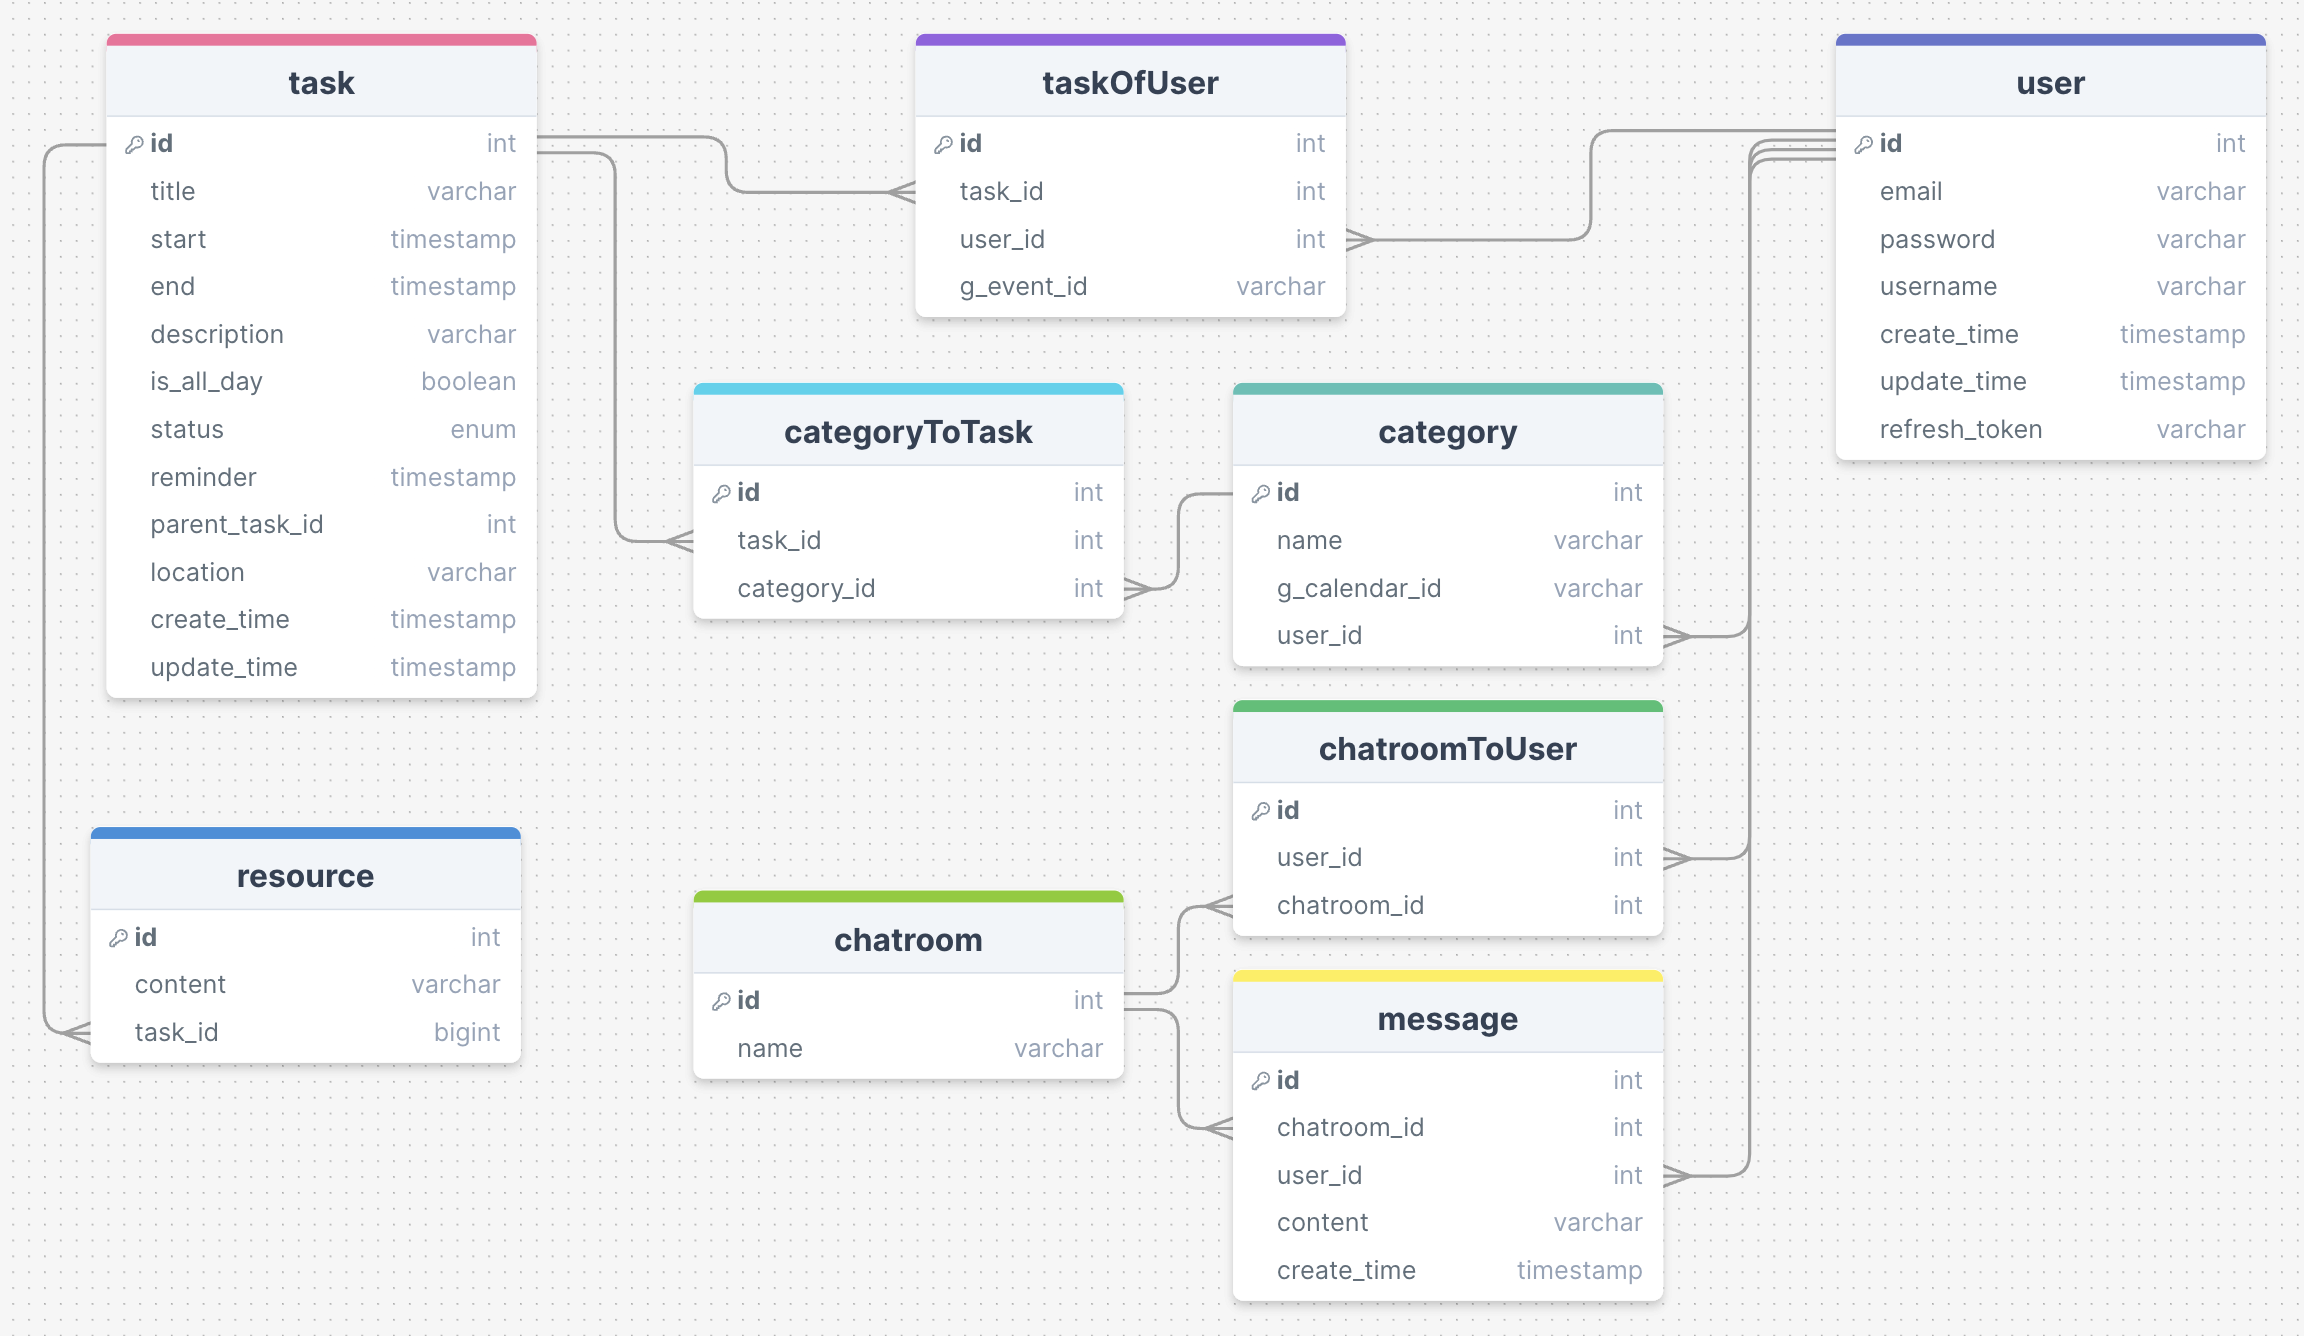 task
id int
title varchar
start timestamp
end timestamp
description varchar
is_all_day boolean
status enum
reminder timestamp
parent_task_id int
location varchar
create_time timestamp
update_time timestamp
taskOfUser
id int
task_id int
user_id int
g_event_id varchar
user
id int
email varchar
password varchar
username varchar
create_time timestamp
update_time timestamp
refresh_token varchar
categoryToTask
id int
task_id int
category_id int
category
id int
name varchar
g_calendar_id varchar
user_id int
chatroomToUser
id int
user_id int
chatroom_id int
resource
id int
content varchar
task_id bigint
chatroom
id int
name varchar
message
id int
chatroom_id int
user_id int
content varchar
create_time timestamp